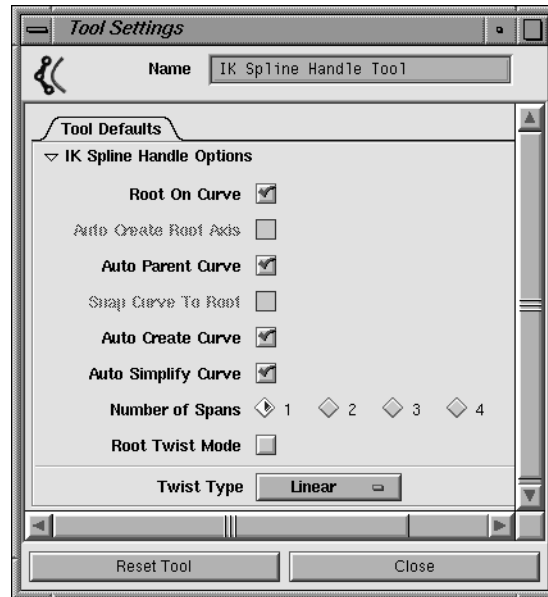 Tool Settings
Name IK Spline Handle Tool
Tool Defaults
IK Spline Handle Options
Root On Curve
Auto Create Root Axis
Auto Parent Curve
Snap Curve To Root
Auto Create Curve
Auto Simplify Curve
Number of Spans 1 2 3 4
Root Twist Mode
Twist Type Linear
Reset Tool Close